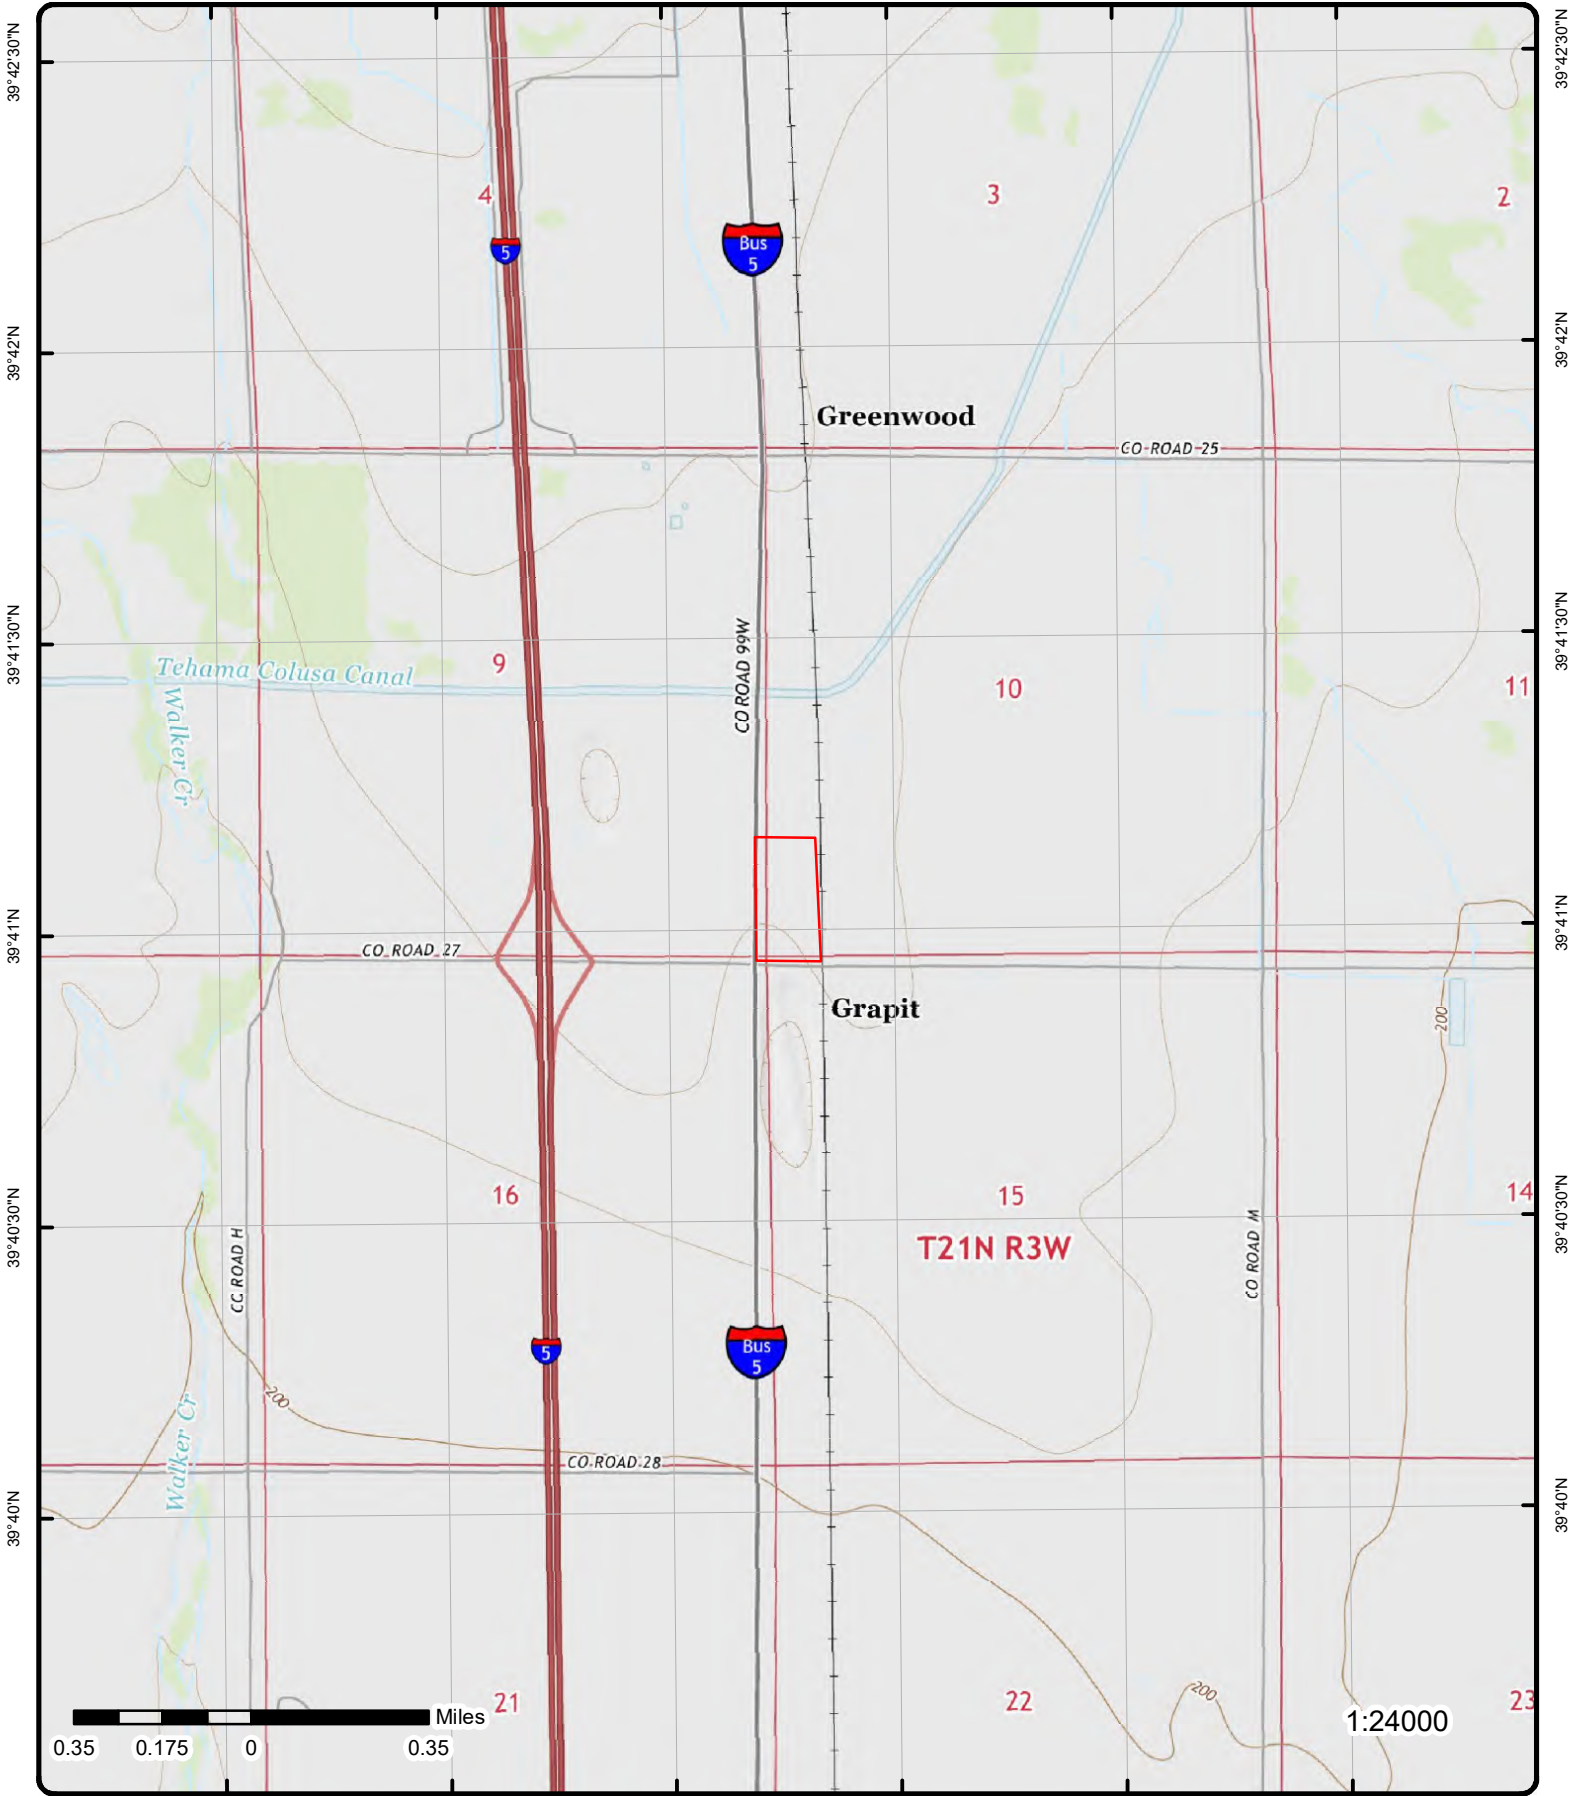 39°42'30"N
39°42'30"N
4
3
2
5
Bus
5
39°42'N
39°42'N
Greenwood
CO ROAD 25
39°41'30"N
39°41'30"N
CO ROAD 99W
Tehama Colusa Canal
9
10
11
Walker Cr
39°41'N
39°41'N
CO ROAD 27
Grapit
200
16
15
14
39°40'30"N
39°40'30"N
T21N R3W
CO ROAD H
CO ROAD M
5
Bus
5
200
Walker Cr
CO ROAD 28
39°40'N
39°40'N
200
21
22
23
Miles
1:24000
0.35 0.175 0 0.35